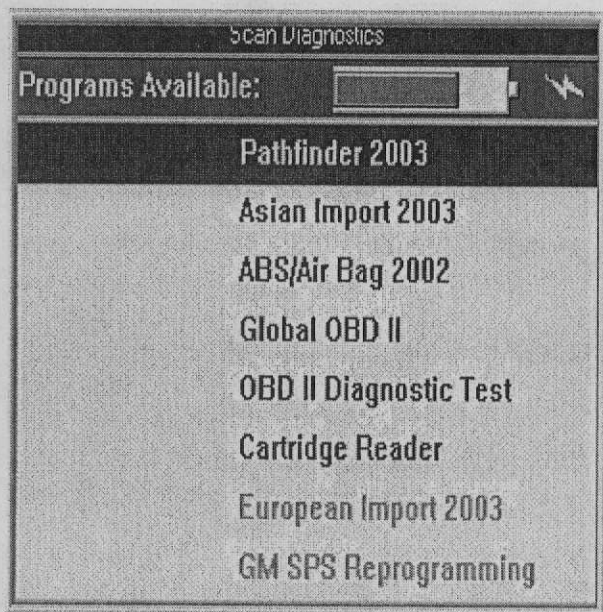 Scan Diagnostics
Programs Available:
Pathfinder 2003
Asian Import 2003
ABS/Air Bag 2002
Global OBD II
OBD II Diagnostic Test
Cartridge Reader
European Import 2003
GM SPS Reprogramming